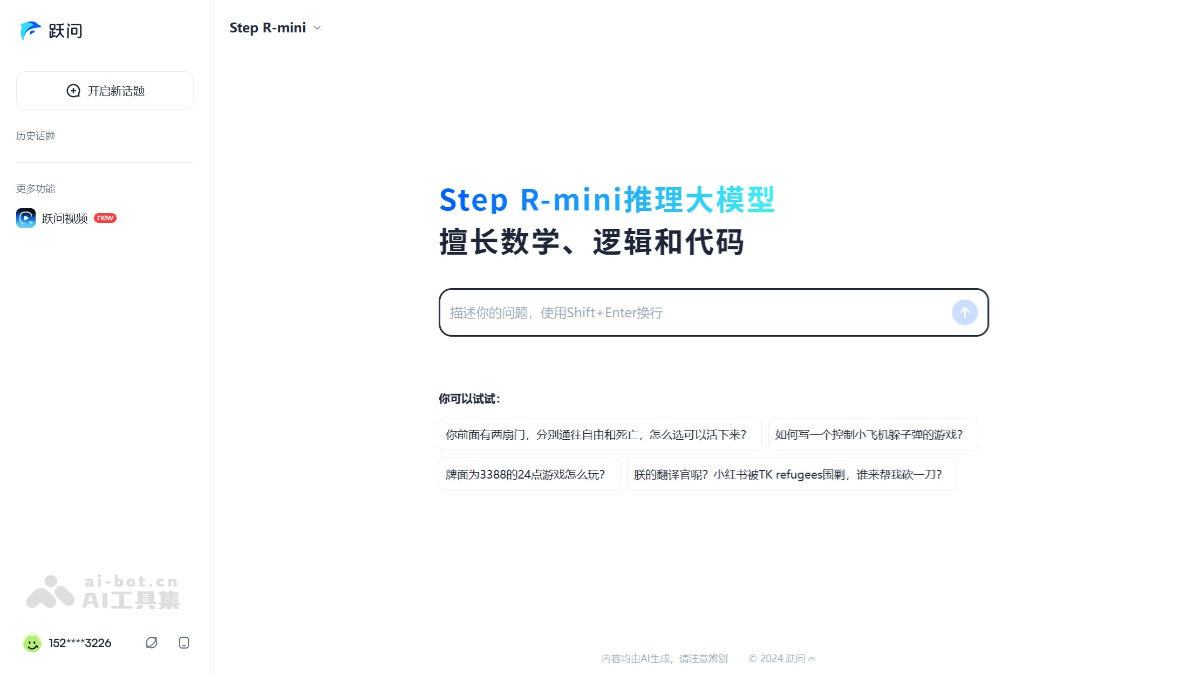 跃问
开启新话题
历史话题
更多功能
跃问视频 new
ai-bot.cn
AI工具集
152****3226
Step R-mini
Step R-mini推理大模型
擅长数学、逻辑和代码
描述你的问题，使用Shift+Enter换行
你可以试试：
你前面有两扇门，分别通往自由和死亡，怎么选可以活下来？
如何写一个控制小飞机躲子弹的游戏？
牌面为3388的24点游戏怎么玩？
朕的翻译官呢？小红书被TK refugees围剿，谁来帮我砍一刀？
内容均由AI生成，请注意辨别
© 2024 跃问